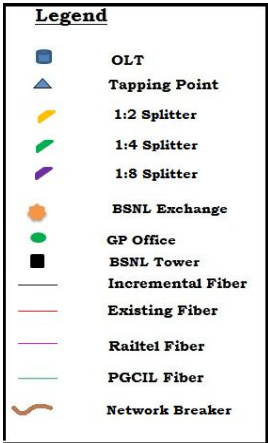 Legend
OLT
Tapping Point
1:2 Splitter
1:4 Splitter
1:8 Splitter
BSNL Exchange
GP Office
BSNL Tower
Incremental Fiber
Existing Fiber
Railtel Fiber
PGCIL Fiber
Network Breaker